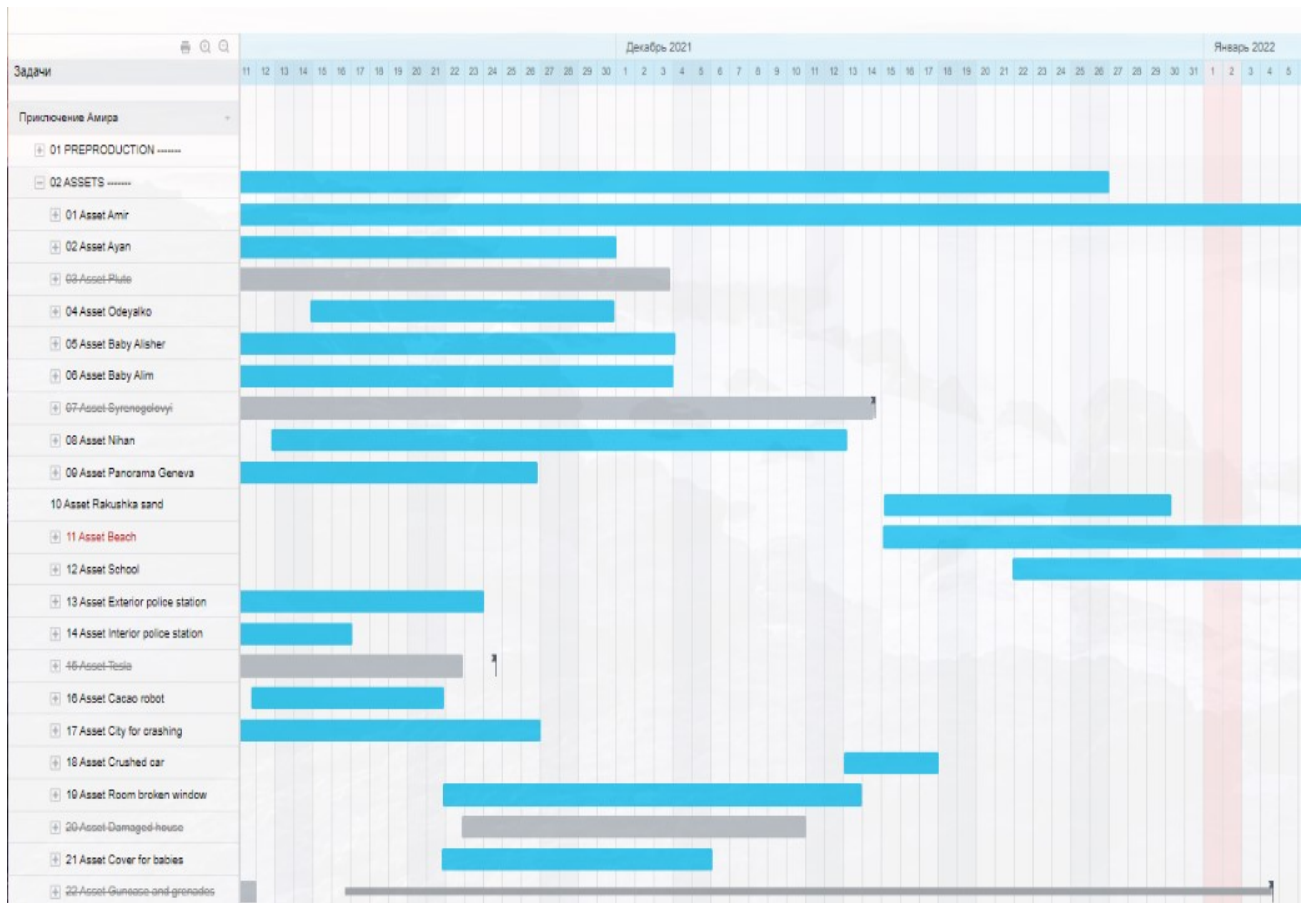 Декабрь 2021 Январь 2022
Задачи 11 12 13 14 15 16 17 18 19 20 21 22 23 24 25 26 27 28 29 30 1 2 3 4 5 6 7 8 9 10 11 12 13 14 15 16 17 18 19 20 21 22 23 24 25 26 27 28 29 30 31 1 2 3 4 5
Приключение Амира
01 PREPRODUCTION -------
02 ASSETS -------
01 Asset Amir
02 Asset Ayan
03 Asset Pluto
04 Asset Odeyalko
05 Asset Baby Alisher
06 Asset Baby Alim
07 Asset Syrenogolovyi
08 Asset Nihan
09 Asset Panorama Geneva
10 Asset Rakushka sand
11 Asset Beach
12 Asset School
13 Asset Exterior police station
14 Asset Interior police station
15 Asset Tesla
16 Asset Cacao robot
17 Asset City for crashing
18 Asset Crushed car
19 Asset Room broken window
20 Asset Damaged house
21 Asset Cover for babies
22 Asset Guncase and grenades